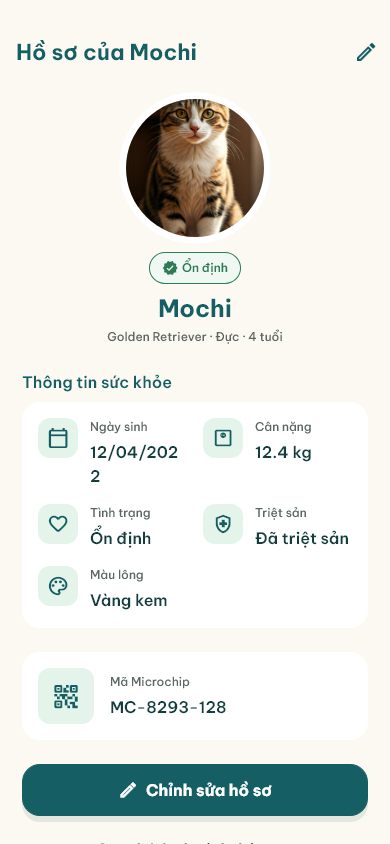 Hồ sơ của Mochi
Ổn định
Mochi
Golden Retriever · Đực · 4 tuổi
Thông tin sức khỏe
Ngày sinh
12/04/202
2
Cân nặng
12.4 kg
Tình trạng
Ổn định
Triệt sản
Đã triệt sản
Màu lông
Vàng kem
Mã Microchip
MC-8293-128
Chỉnh sửa hồ sơ